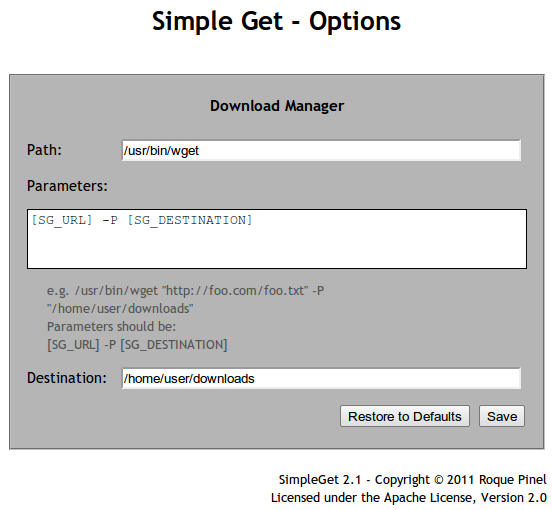 Simple Get - Options
Download Manager
Path: /usr/bin/wget
Parameters:
[SG_URL] -P [SG_DESTINATION]
e.g. /usr/bin/wget "http://foo.com/foo.txt" -P
"/home/user/downloads"
Parameters should be:
[SG_URL] -P [SG_DESTINATION]
Destination: /home/user/downloads
Restore to Defaults Save
SimpleGet 2.1 - Copyright © 2011 Roque Pinel
Licensed under the Apache License, Version 2.0